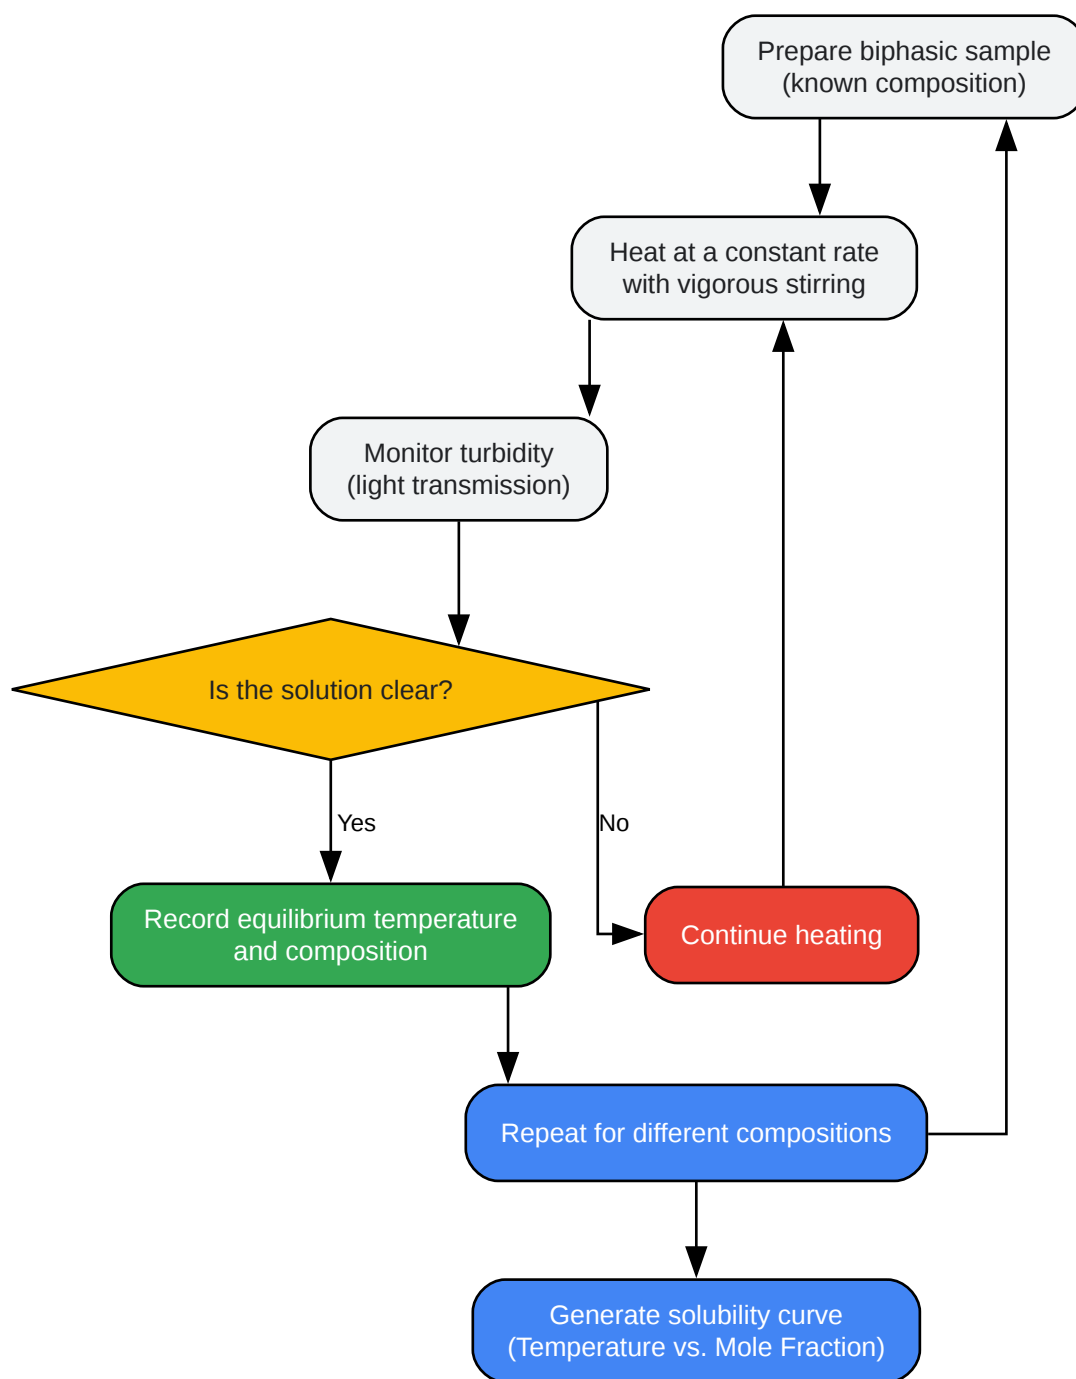 Prepare biphasic sample
(known composition)
Heat at a constant rate
with vigorous stirring
Monitor turbidity
(light transmission)
Is the solution clear?
Yes
No
Record equilibrium temperature
and composition
Continue heating
Repeat for different compositions
Generate solubility curve
(Temperature vs. Mole Fraction)